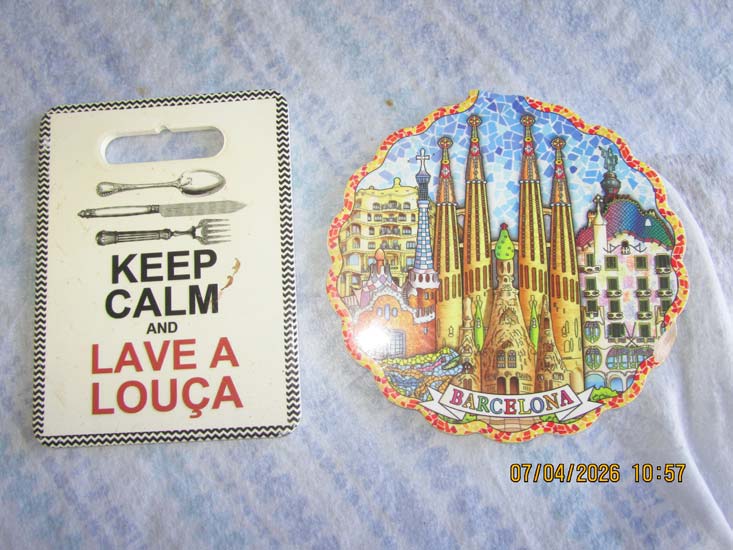 KEEP
CALM
AND
LAVE A
LOUÇA
BARCELONA
07/04/2026 10:57